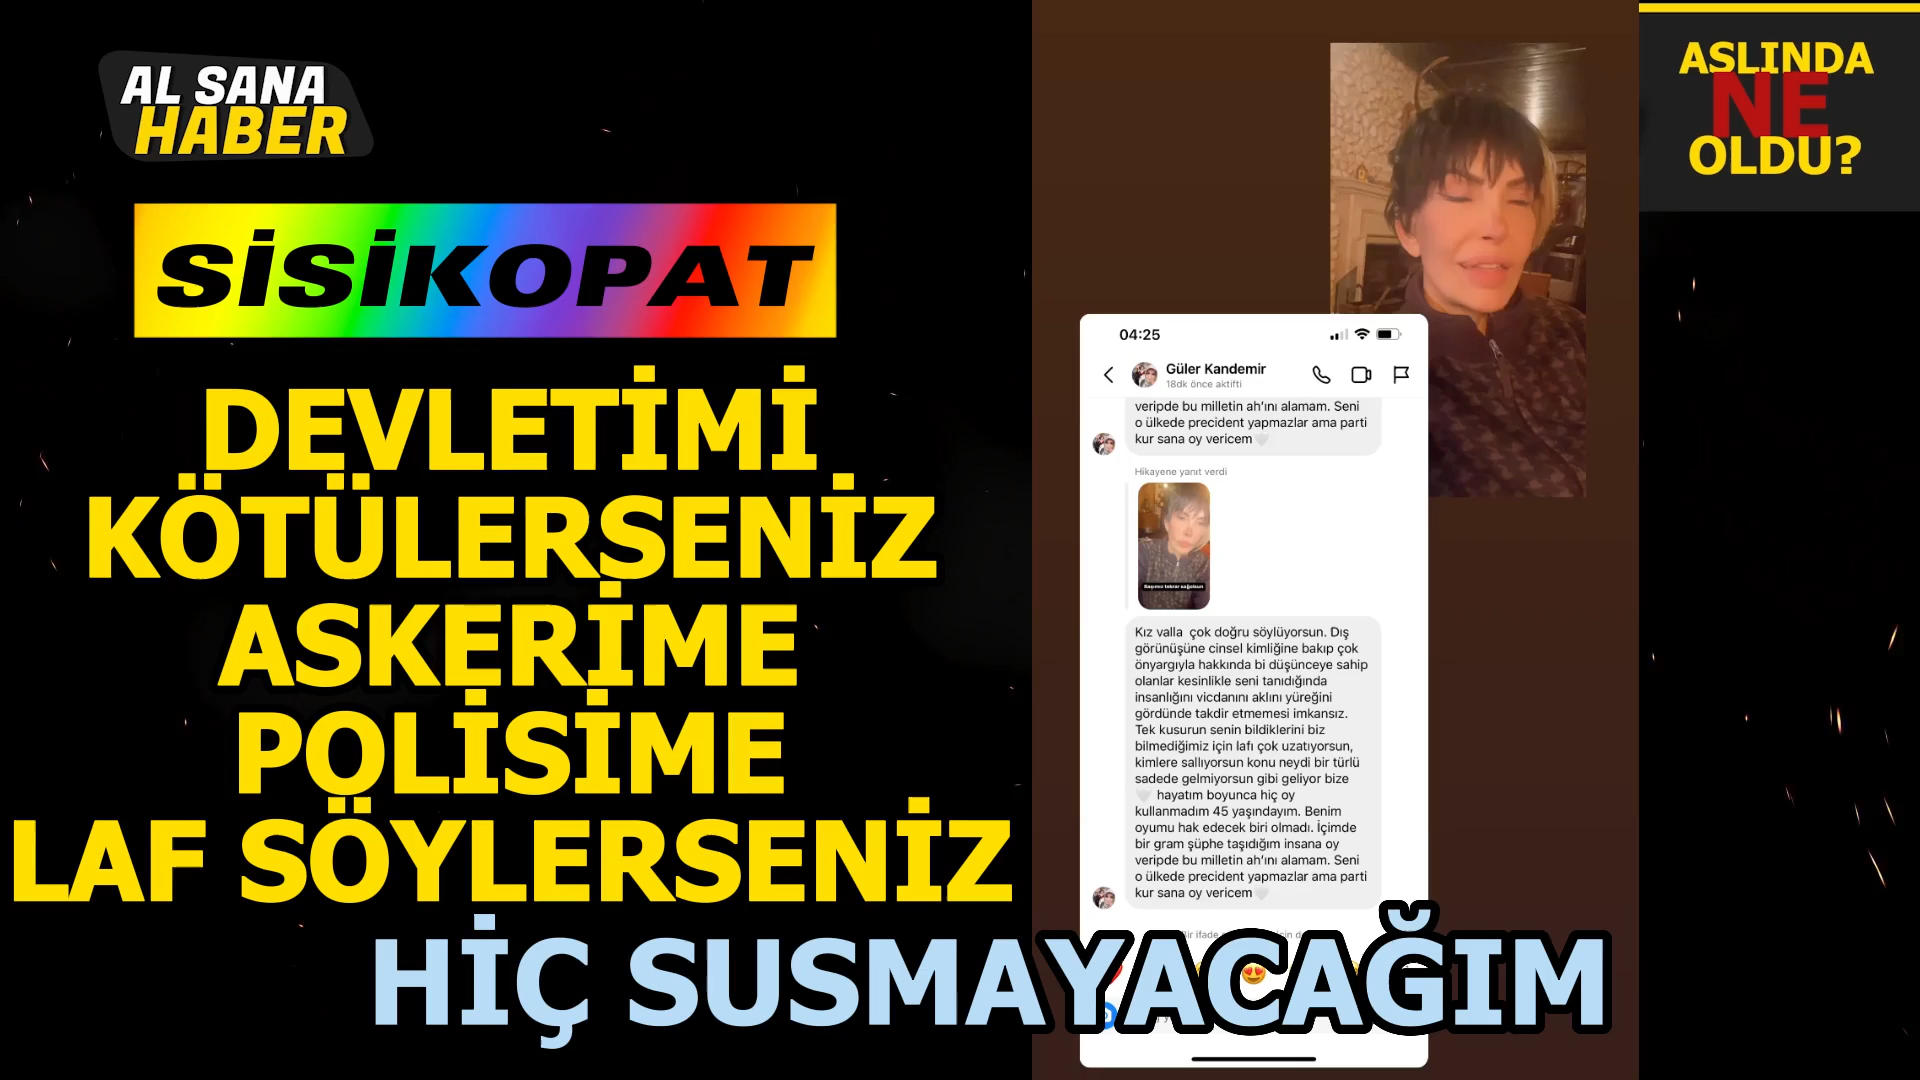 AL SANA
HABER
SİSİKOPAT
DEVLETİMİ
KÖTÜLERSENİZ
ASKERİME
POLİSİME
LAF SÖYLERSENİZ
HİÇ SUSMAYACAĞIM
ASLINDA
NE
OLDU?
04:25
Güler Kandemir
18dk önce aktifti
veripde bu milletin ah'ını alamam. Seni
o ülkede precident yapmazlar ama parti
kur sana oy vericem🤍
Hikayene yanıt verdi
Kız valla çok doğru söylüyorsun. Dış
görünüşüne cinsel kimliğine bakıp çok
önyargıyla hakkında bi düşünceye sahip
olanlar kesinlikle seni tanıdığında
insanlığını vicdanını aklını yüreğini
gördünde takdir etmemesi imkansız.
Tek kusurun senin bildiklerini biz
bilmediğimiz için lafı çok uzatıyorsun,
kimlere sallıyorsun konu neydi bir türlü
sadede gelmiyorsun gibi geliyor bize
🤍 hayatım boyunca hiç oy
kullanmadım 45 yaşındayım. Benim
oyumu hak edecek biri olmadı. İçimde
bir gram şüphe taşıdığım insana oy
veripde bu milletin ah'ını alamam. Seni
o ülkede precident yapmazlar ama parti
kur sana oy vericem🤍
Bir ifade